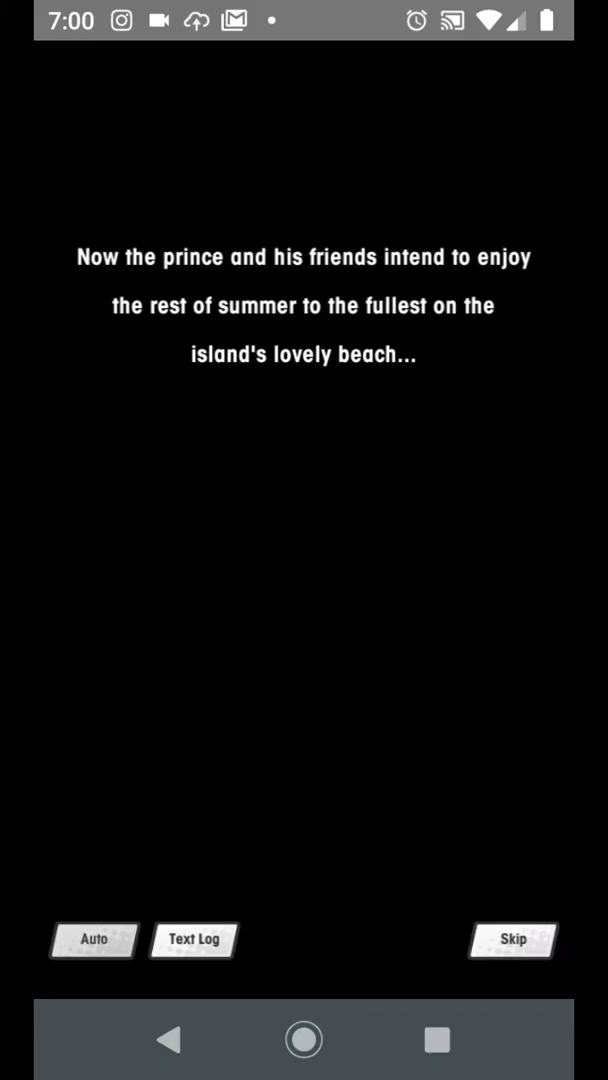 7:00
Now the prince and his friends intend to enjoy
the rest of summer to the fullest on the
island's lovely beach...
Auto
Text Log
Skip